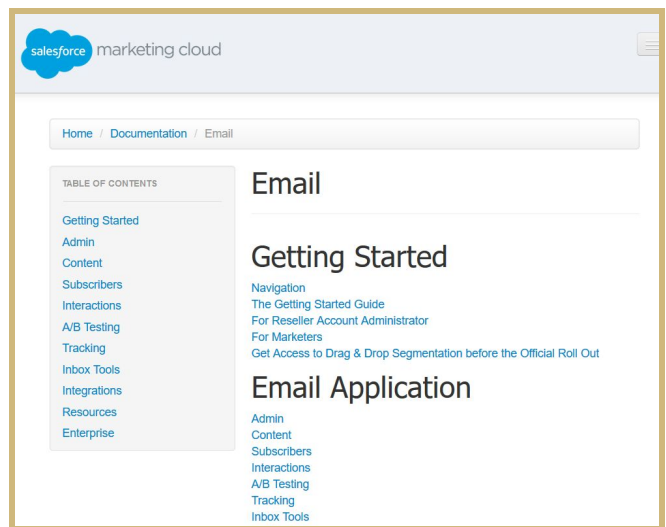 salesforce marketing cloud
Home / Documentation / Email
TABLE OF CONTENTS
Getting Started
Admin
Content
Subscribers
Interactions
A/B Testing
Tracking
Inbox Tools
Integrations
Resources
Enterprise
Email
Getting Started
Navigation
The Getting Started Guide
For Reseller Account Administrator
For Marketers
Get Access to Drag & Drop Segmentation before the Official Roll Out
Email Application
Admin
Content
Subscribers
Interactions
A/B Testing
Tracking
Inbox Tools